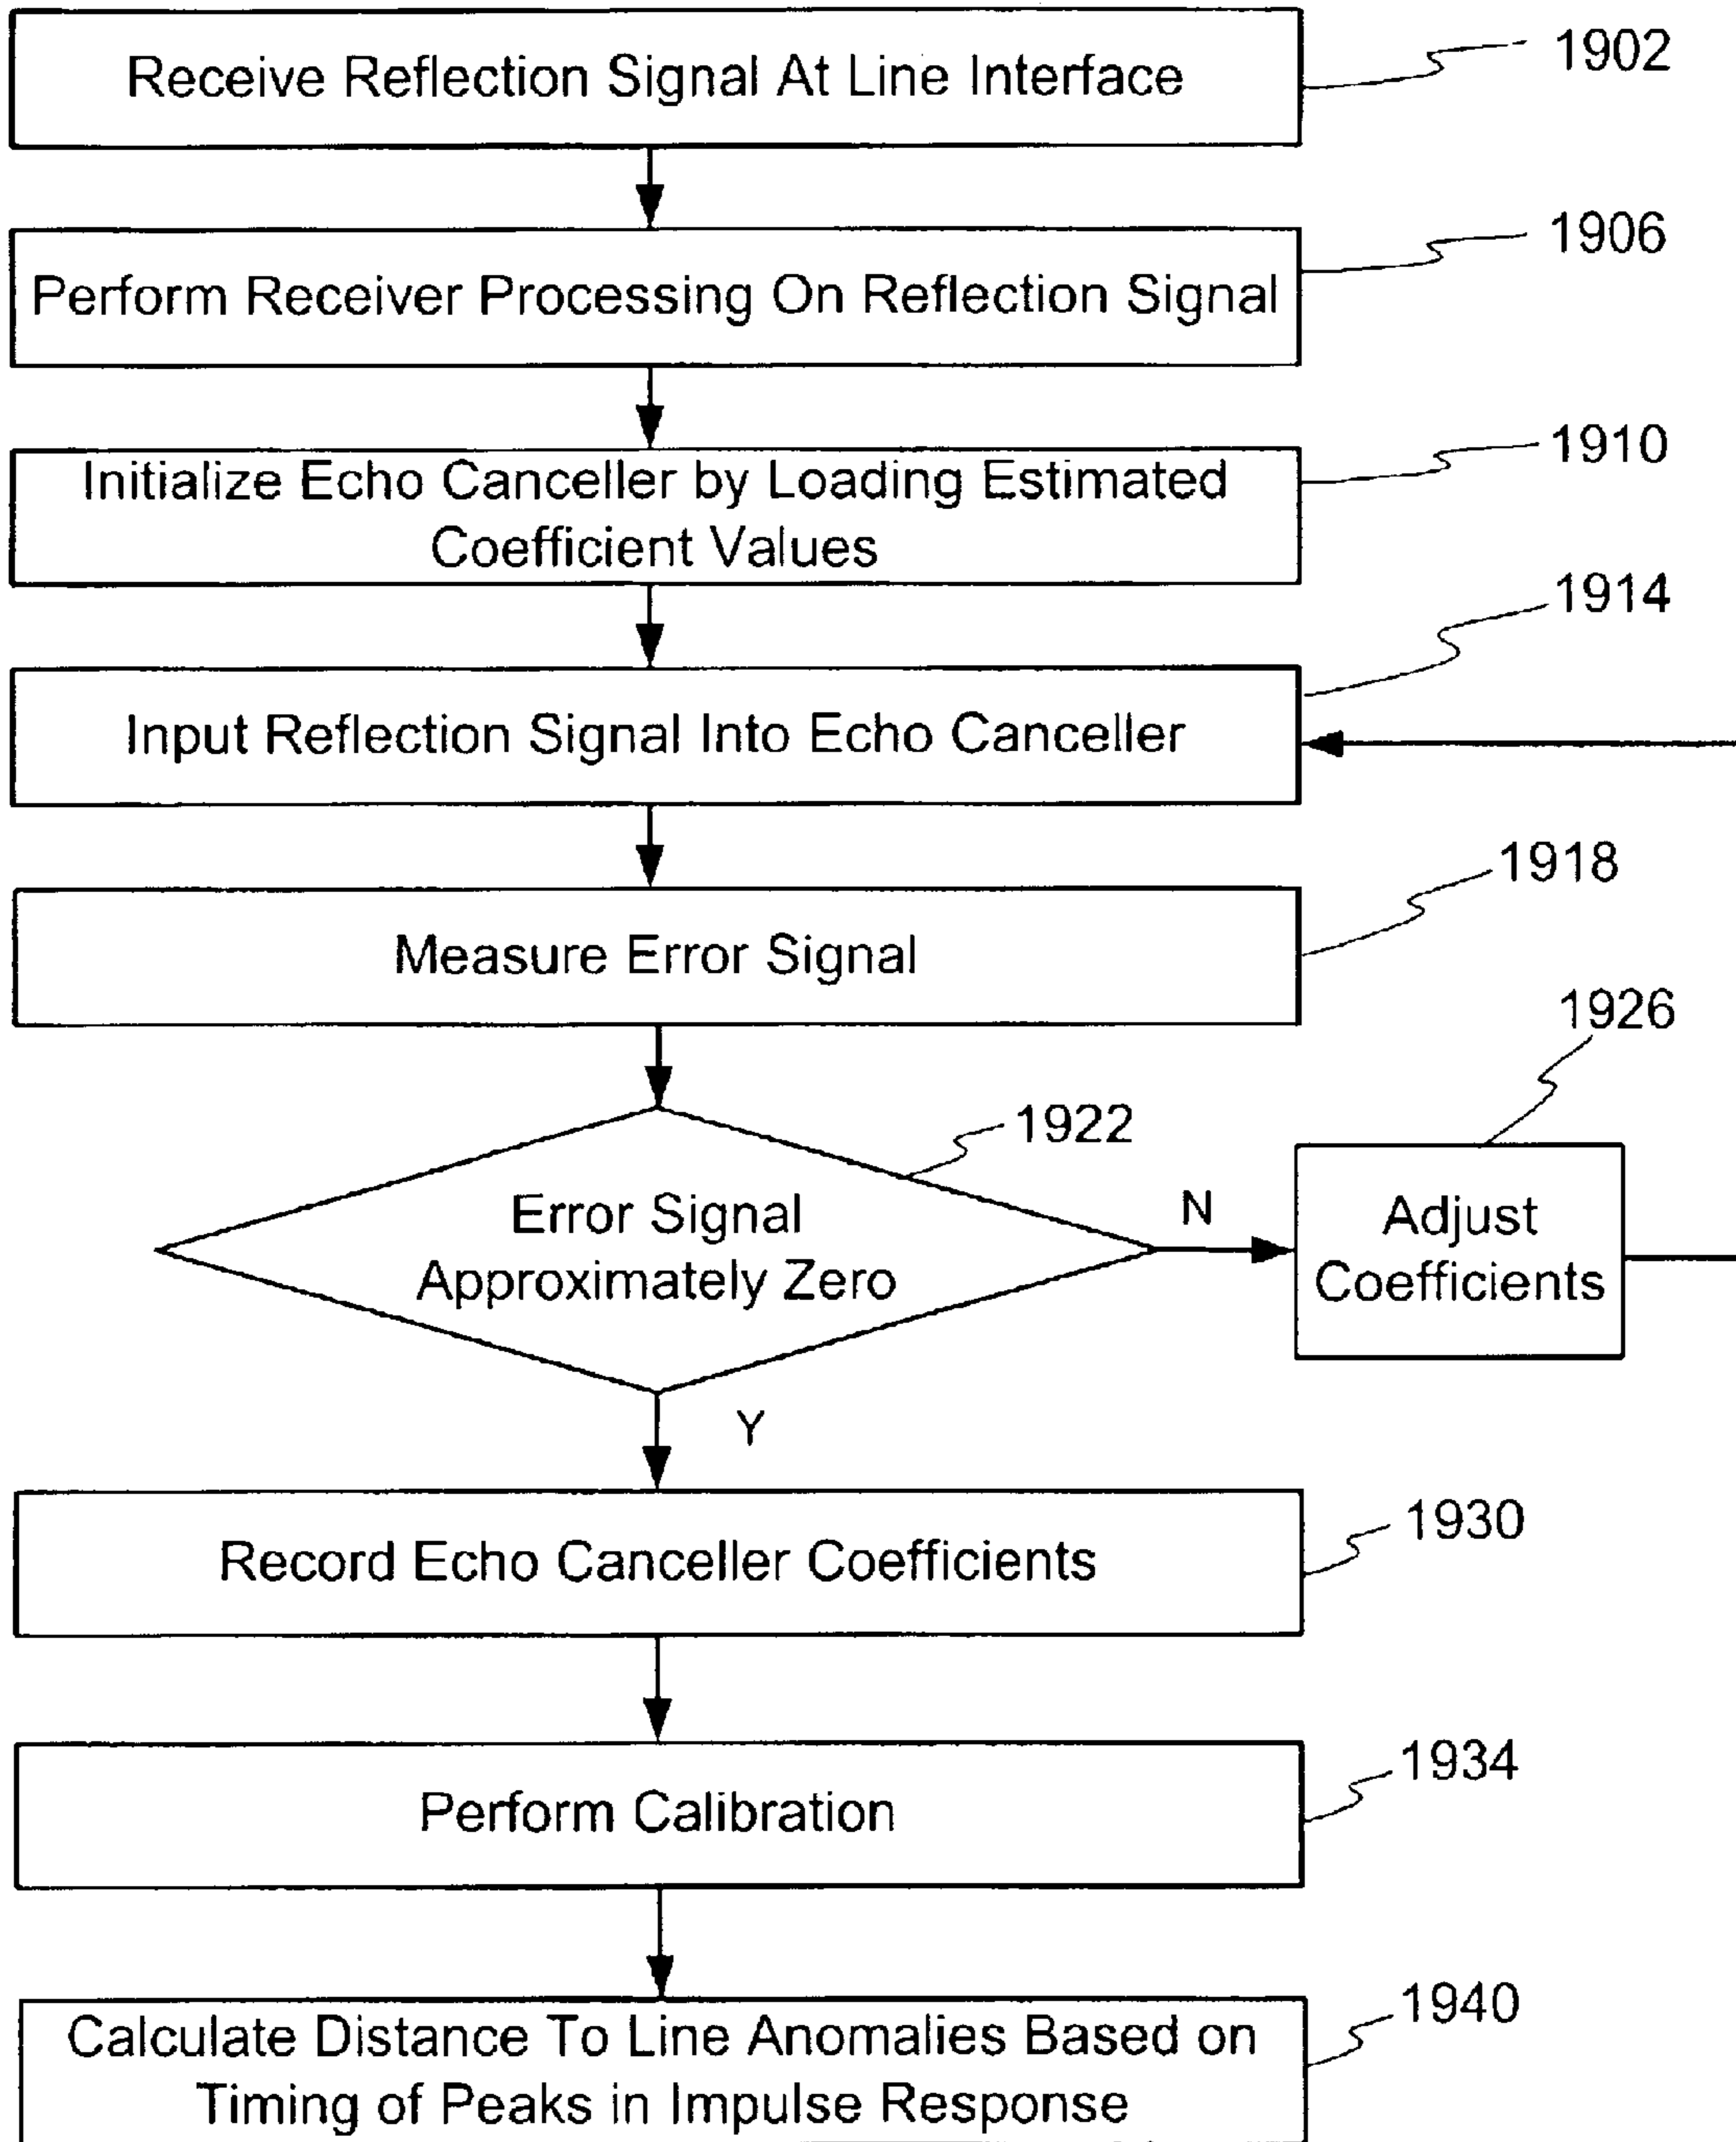 Receive Reflection Signal At Line Interface
1902
Perform Receiver Processing On Reflection Signal
1906
Initialize Echo Canceller by Loading Estimated
Coefficient Values
1910
Input Reflection Signal Into Echo Canceller
1914
Measure Error Signal
1918
Error Signal
Approximately Zero
1922
N
Adjust
Coefficients
1926
Y
Record Echo Canceller Coefficients
1930
Perform Calibration
1934
Calculate Distance To Line Anomalies Based on
Timing of Peaks in Impulse Response
1940